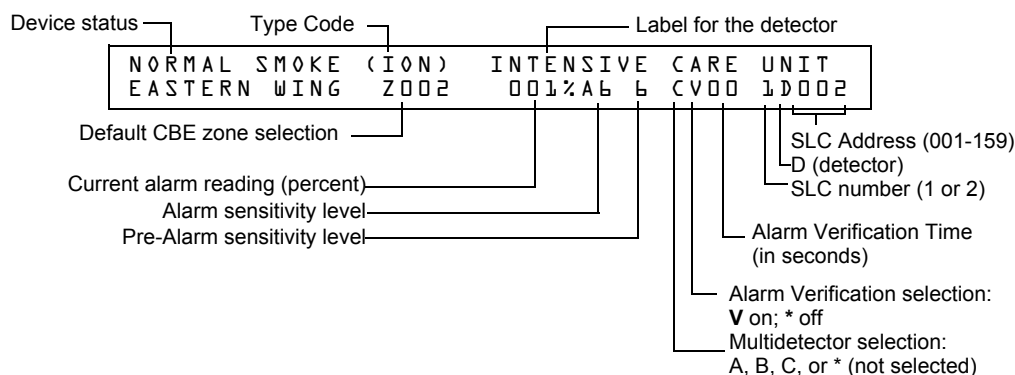 Device status
Type Code
Label for the detector
NORMAL SMOKE (ION) INTENSIVE CARE UNIT
EASTERN WING Z002 001%A6 6 CV00 1D002
Default CBE zone selection
SLC Address (001-159)
D (detector)
SLC number (1 or 2)
Current alarm reading (percent)
Alarm sensitivity level
Pre-Alarm sensitivity level
Alarm Verification Time
(in seconds)
Alarm Verification selection:
V on; * off
Multidetector selection:
A, B, C, or * (not selected)